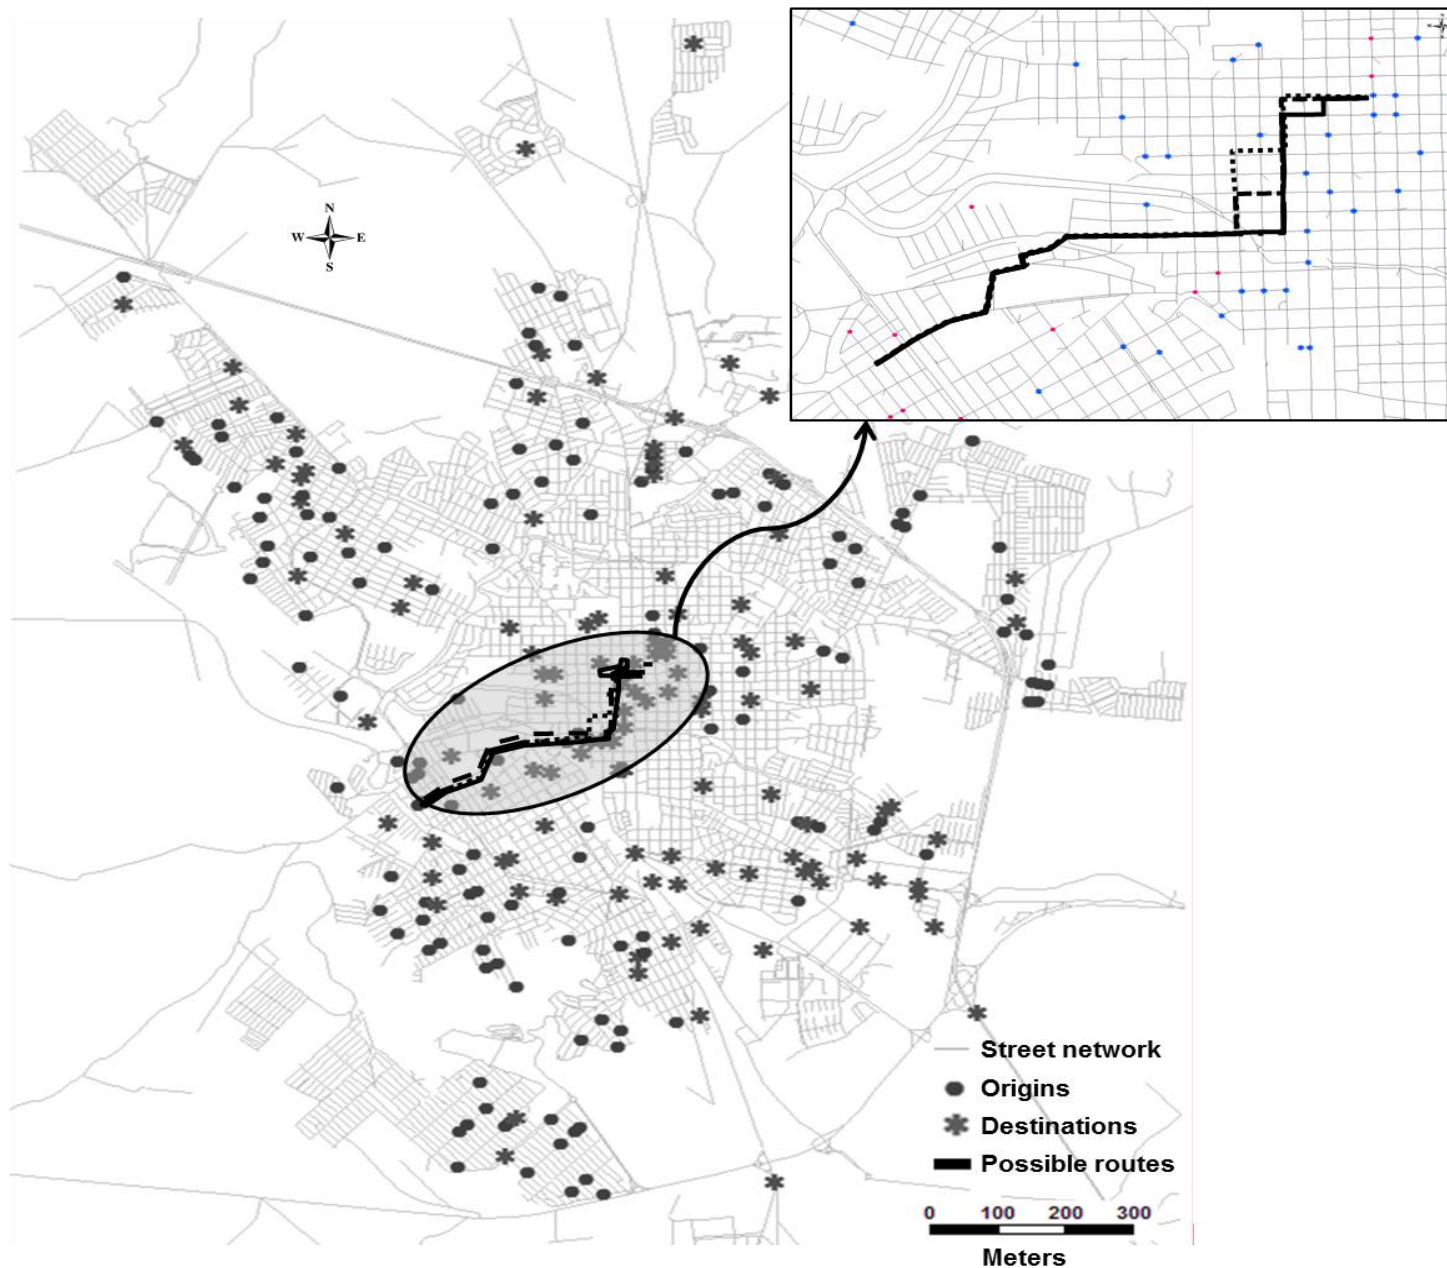 N
W E
S
Street network
Origins
Destinations
Possible routes
0 100 200 300
Meters